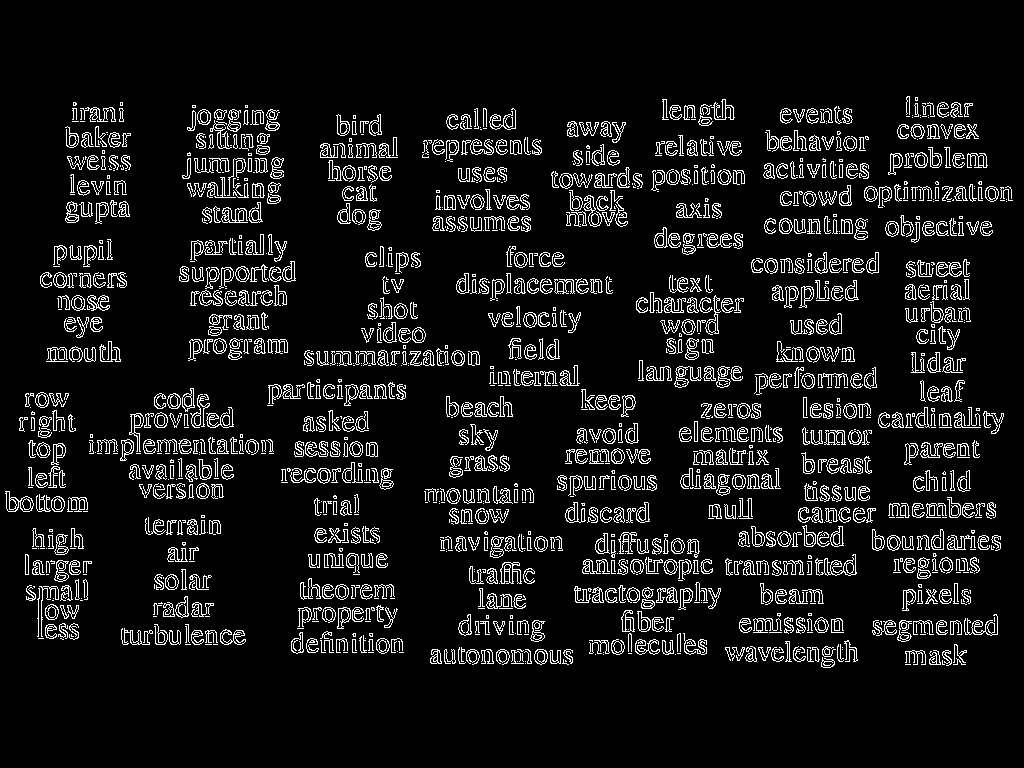 irani
baker
weiss
levin
gupta
jogging
sitting
jumping
walking
stand
bird
animal
horse
cat
dog
called
represents
uses
involves
assumes
away
side
towards
back
move
length
relative
position
axis
degrees
events
behavior
activities
crowd
counting
linear
convex
problem
optimization
objective
pupil
corners
nose
eye
mouth
partially
supported
research
grant
program
clips
tv
shot
video
summarization
force
displacement
velocity
field
internal
text
character
word
sign
language
considered
applied
used
known
performed
street
aerial
urban
city
lidar
row
right
top
left
bottom
code
provided
implementation
available
version
participants
asked
session
recording
trial
beach
sky
grass
mountain
snow
keep
avoid
remove
spurious
discard
zeros
elements
matrix
diagonal
null
lesion
tumor
breast
tissue
cancer
leaf
cardinality
parent
child
members
high
larger
small
low
less
terrain
air
solar
radar
turbulence
exists
unique
theorem
property
definition
navigation
traffic
lane
driving
autonomous
diffusion
anisotropic
tractography
fiber
molecules
absorbed
transmitted
beam
emission
wavelength
boundaries
regions
pixels
segmented
mask